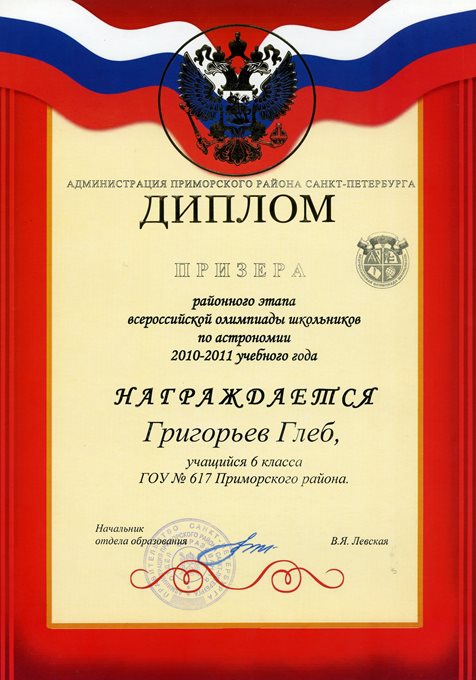 АДМИНИСТРАЦИЯ ПРИМОРСКОГО РАЙОНА САНКТ-ПЕТЕРБУРГА
ДИПЛОМ
ПРИЗЕРА
районного этапа
всероссийской олимпиады школьников
по астрономии
2010-2011 учебного года
НАГРАЖДАЕТСЯ
Григорьев Глеб,
учащийся 6 класса
ГОУ № 617 Приморского района.
Начальник
отдела образования
В.Я. Левская